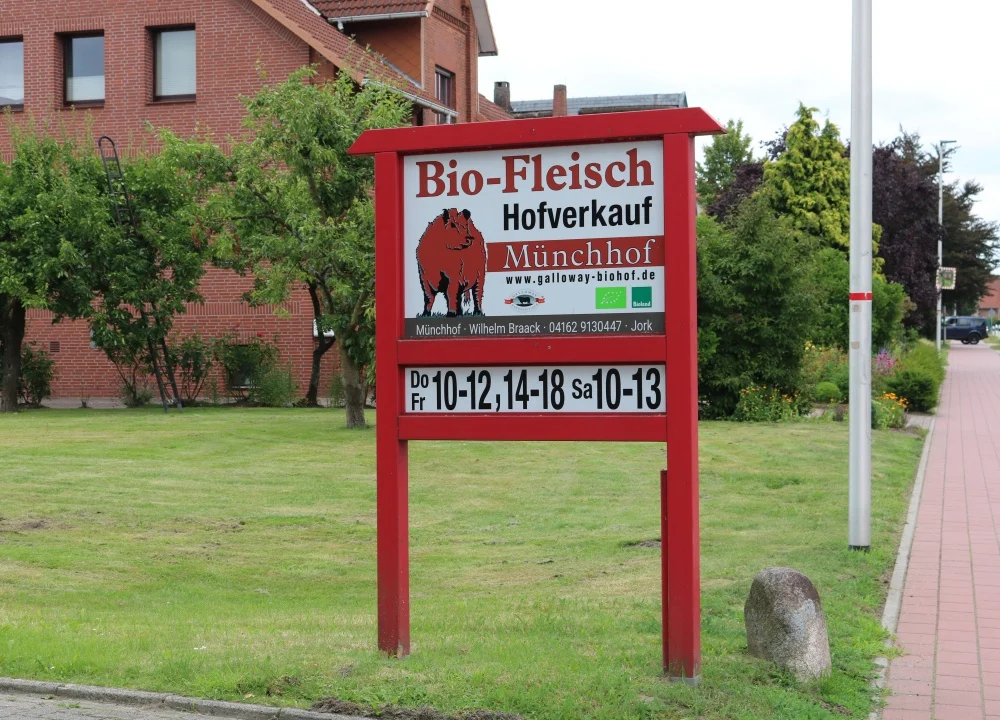 Bio-Fleisch
Hofverkauf
Münchhof
www.galloway-biohof.de
Bioland
Münchhof · Wilhelm Braack · 04162 9130447 · Jork
Do
Fr 10-12, 14-18 Sa 10-13